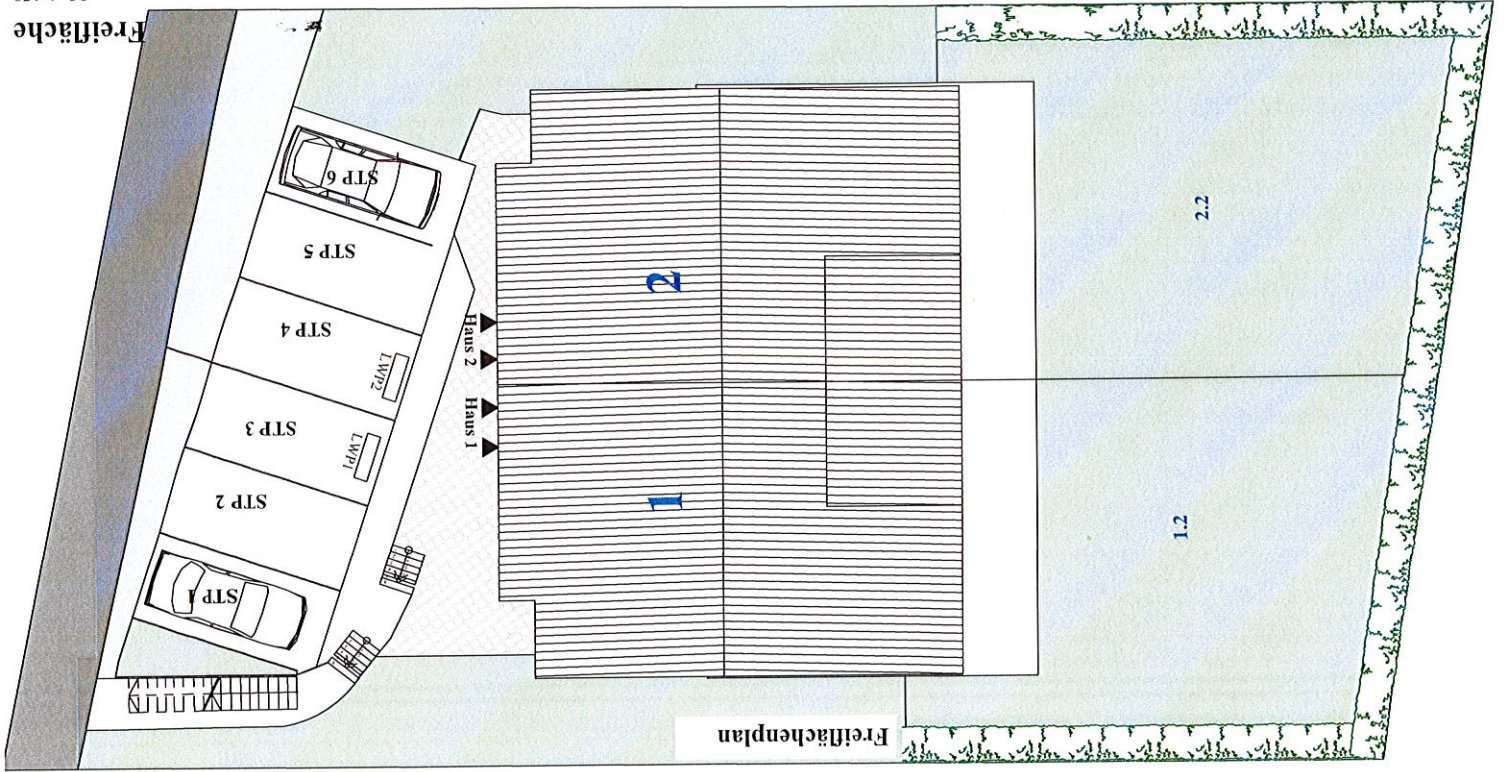 Freifläche
STP 6
STP 5
STP 4
LWP2
STP 3
LWP1
STP 2
STP 1
Haus 2
Haus 1
2
1
2.2
1.2
Freiflächenplan